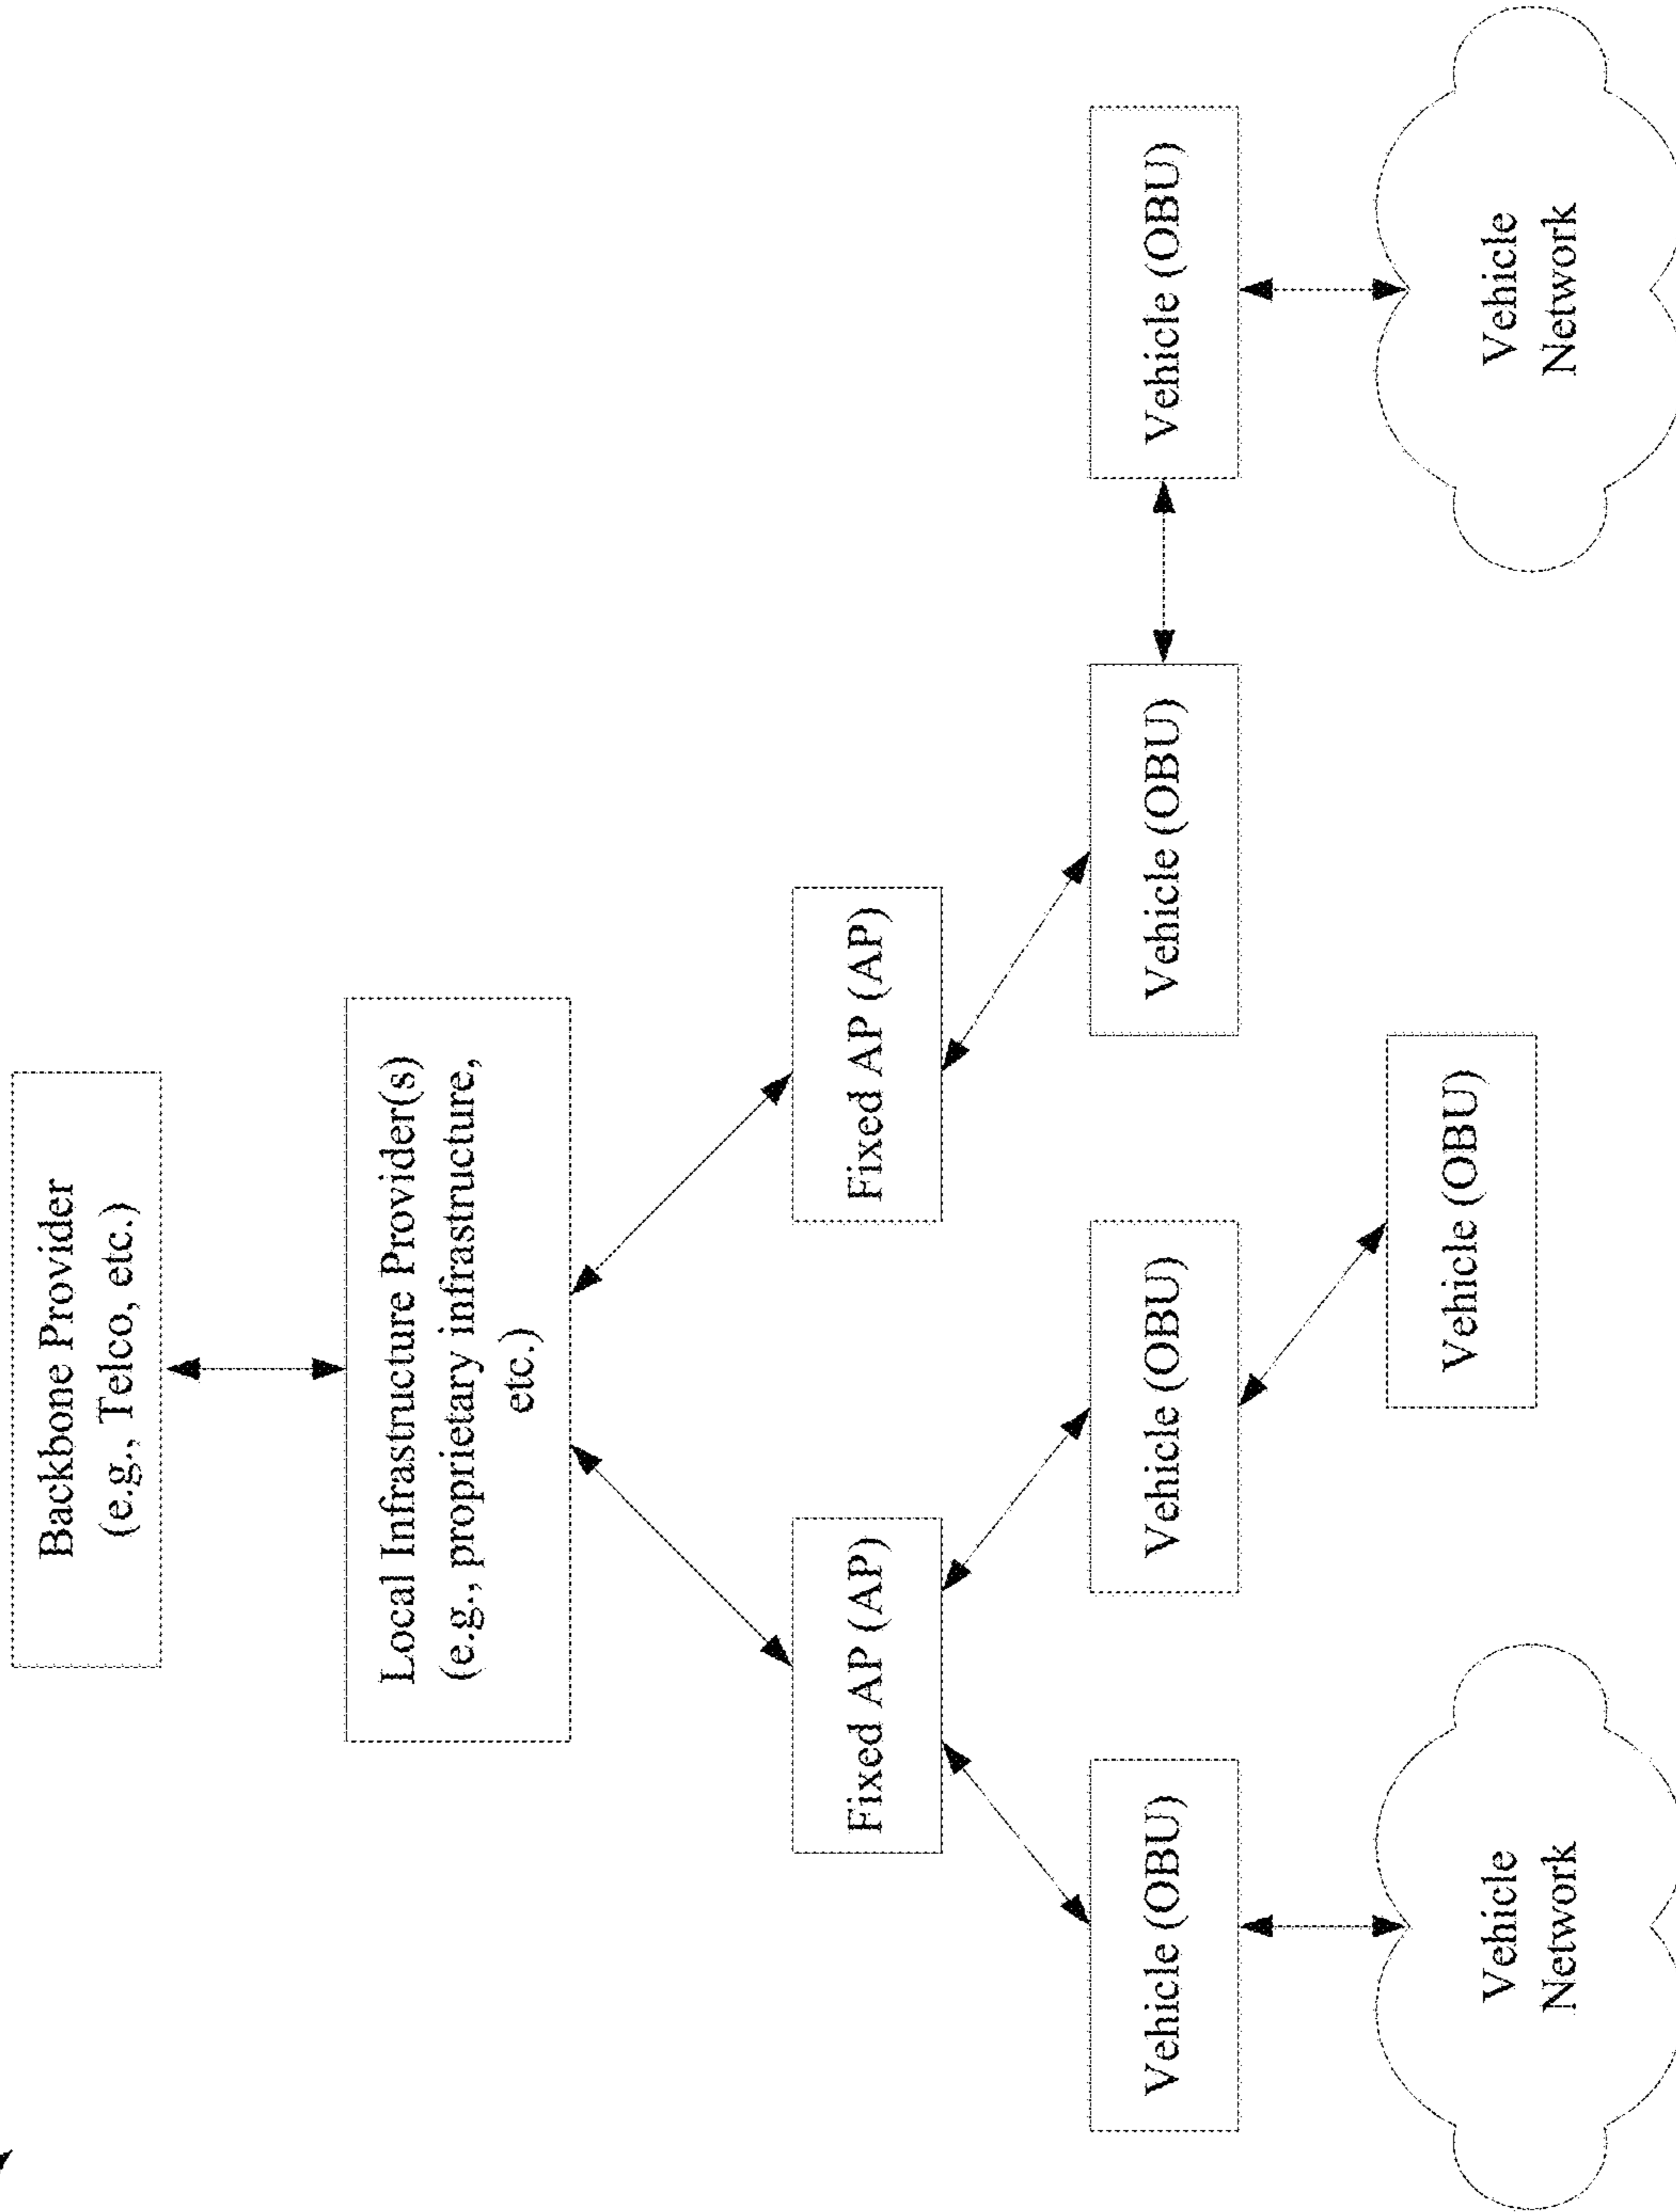 Backbone Provider
(e.g., Telco, etc.)
Local Infrastructure Provider(s)
(e.g., proprietary infrastructure,
etc.)
Fixed AP (AP)
Fixed AP (AP)
Vehicle (OBU)
Vehicle (OBU)
Vehicle (OBU)
Vehicle (OBU)
Vehicle (OBU)
Vehicle
Network
Vehicle
Network